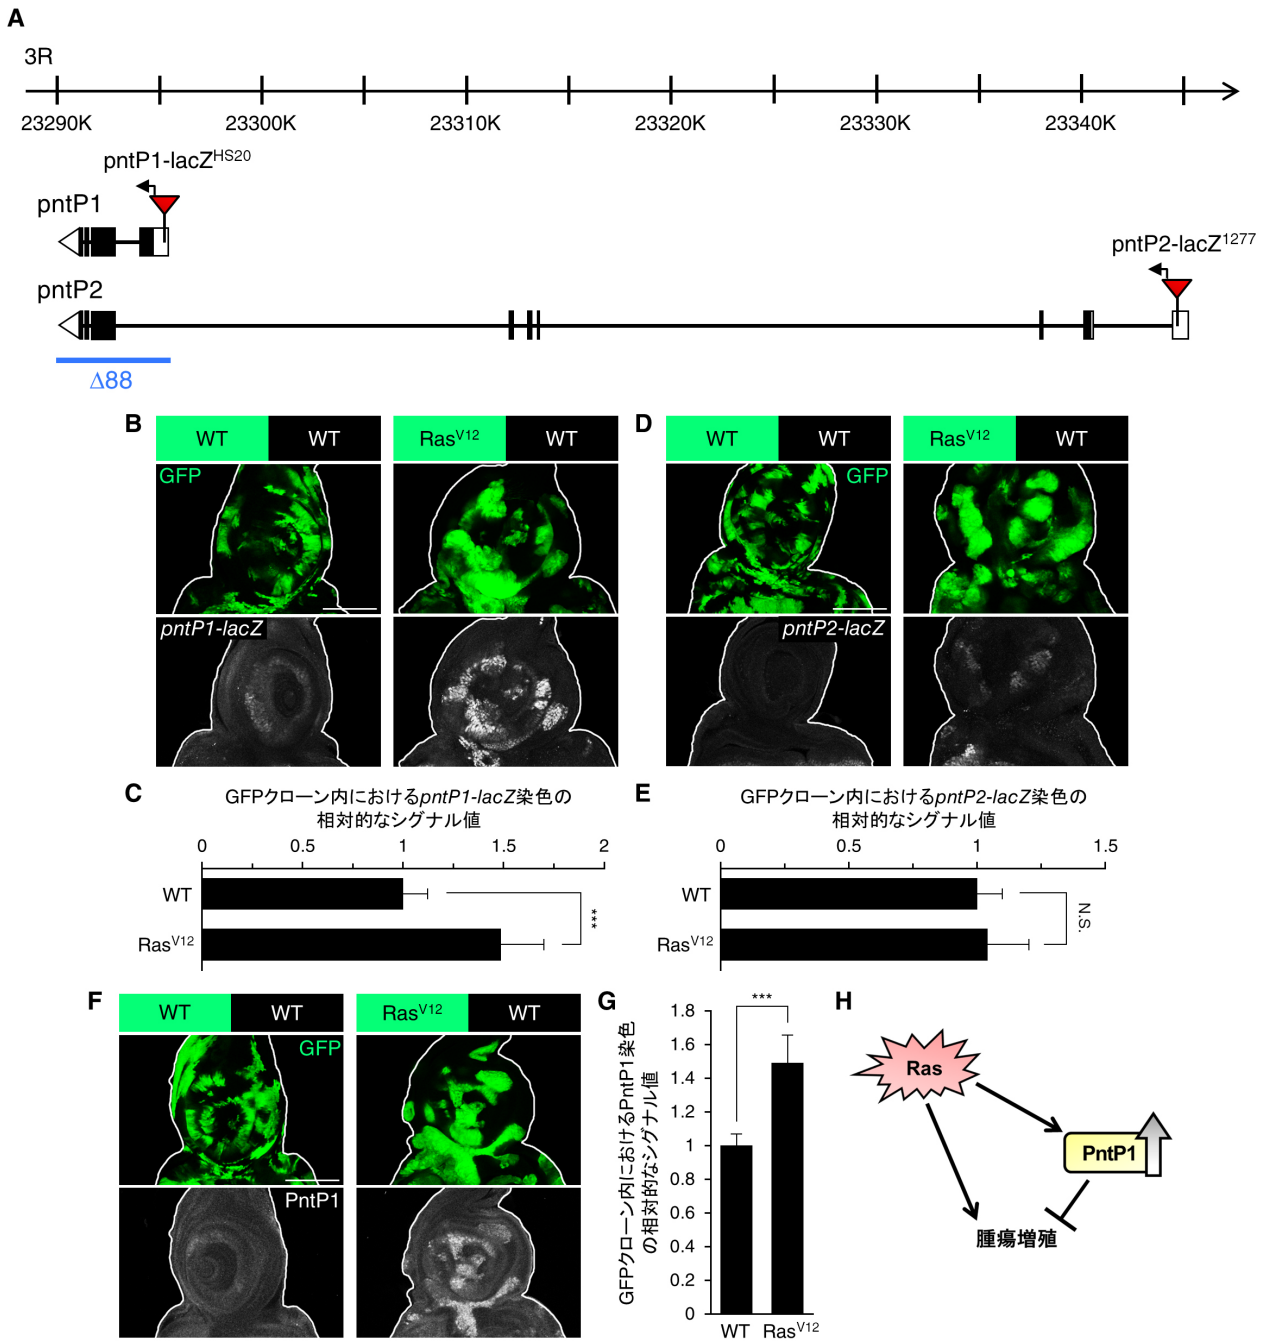 A
3R
23290K 23300K 23310K 23320K 23330K 23340K
pntP1-lacZHS20
pntP1
pntP2-lacZ1277
pntP2
Δ88
B
WT WT RasV12 WT
GFP
pntP1-lacZ
D
WT WT RasV12 WT
GFP
pntP2-lacZ
C
GFPクローン内におけるpntP1-lacZ染色の
相対的なシグナル値
0 0.5 1 1.5 2
WT
RasV12
***
E
GFPクローン内におけるpntP2-lacZ染色の
相対的なシグナル値
0 0.5 1 1.5
WT
RasV12
N.S.
F
WT WT RasV12 WT
GFP
PntP1
G
GFPクローン内におけるPntP1染色
の相対的なシグナル値
***
1.8
1.6
1.4
1.2
1
0.8
0.6
0.4
0.2
0
WT RasV12
H
Ras
PntP1
腫瘍増殖